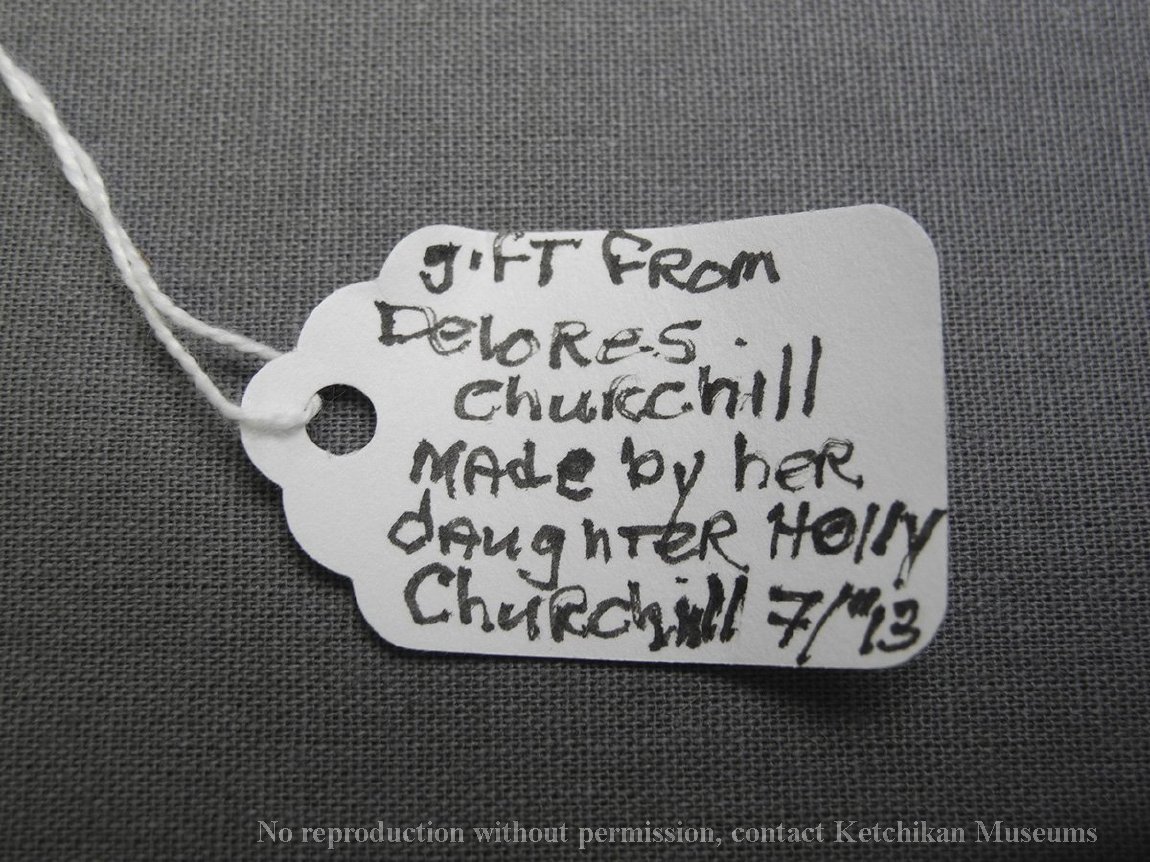 gift from
Delores
Churchill
made by her
daughter Holly
Churchill 7/'13
No reproduction without permission, contact Ketchikan Museums